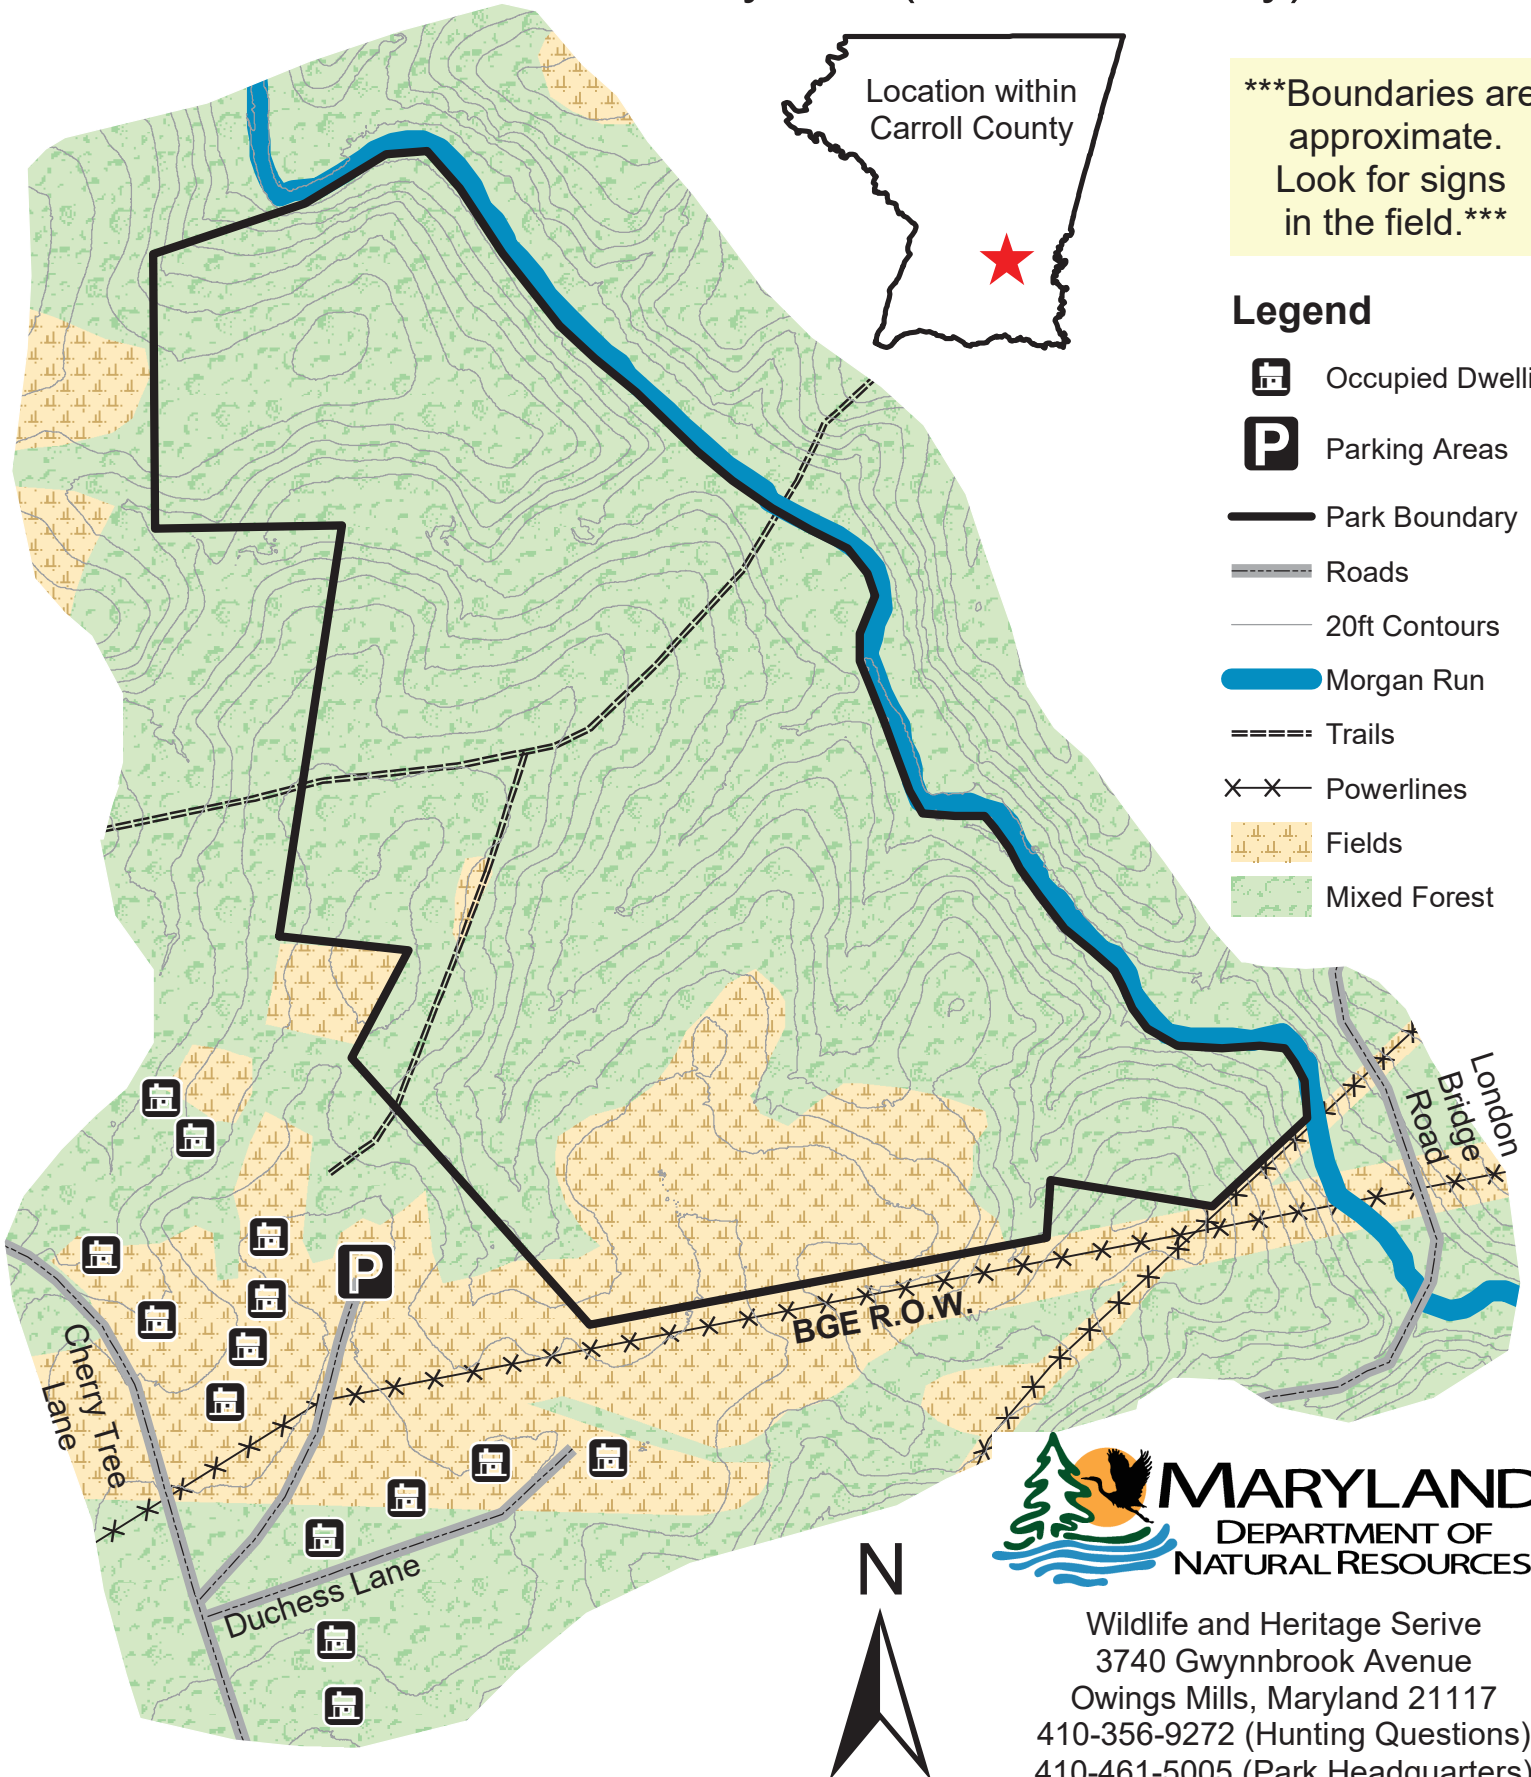 Location within
Carroll County
***Boundaries are
approximate.
Look for signs
in the field.***
Legend
P
Parking Areas
Park Boundary
Roads
20ft Contours
Morgan Run
Trails
Powerlines
Fields
Mixed Forest
Occupied
London
Bridge
Road
P
BGE R.O.W.
Cherry Tree
Lane
Duchess Lane
N
MARYLAND
DEPARTMENT OF
NATURAL RESOURCES
Wildlife and Heritage Serive
3740 Gwynnbrook Avenue
Owings Mills, Maryland 21117
410-356-9272 (Hunting Questions)
410-461-5005 (Park Headquarters)